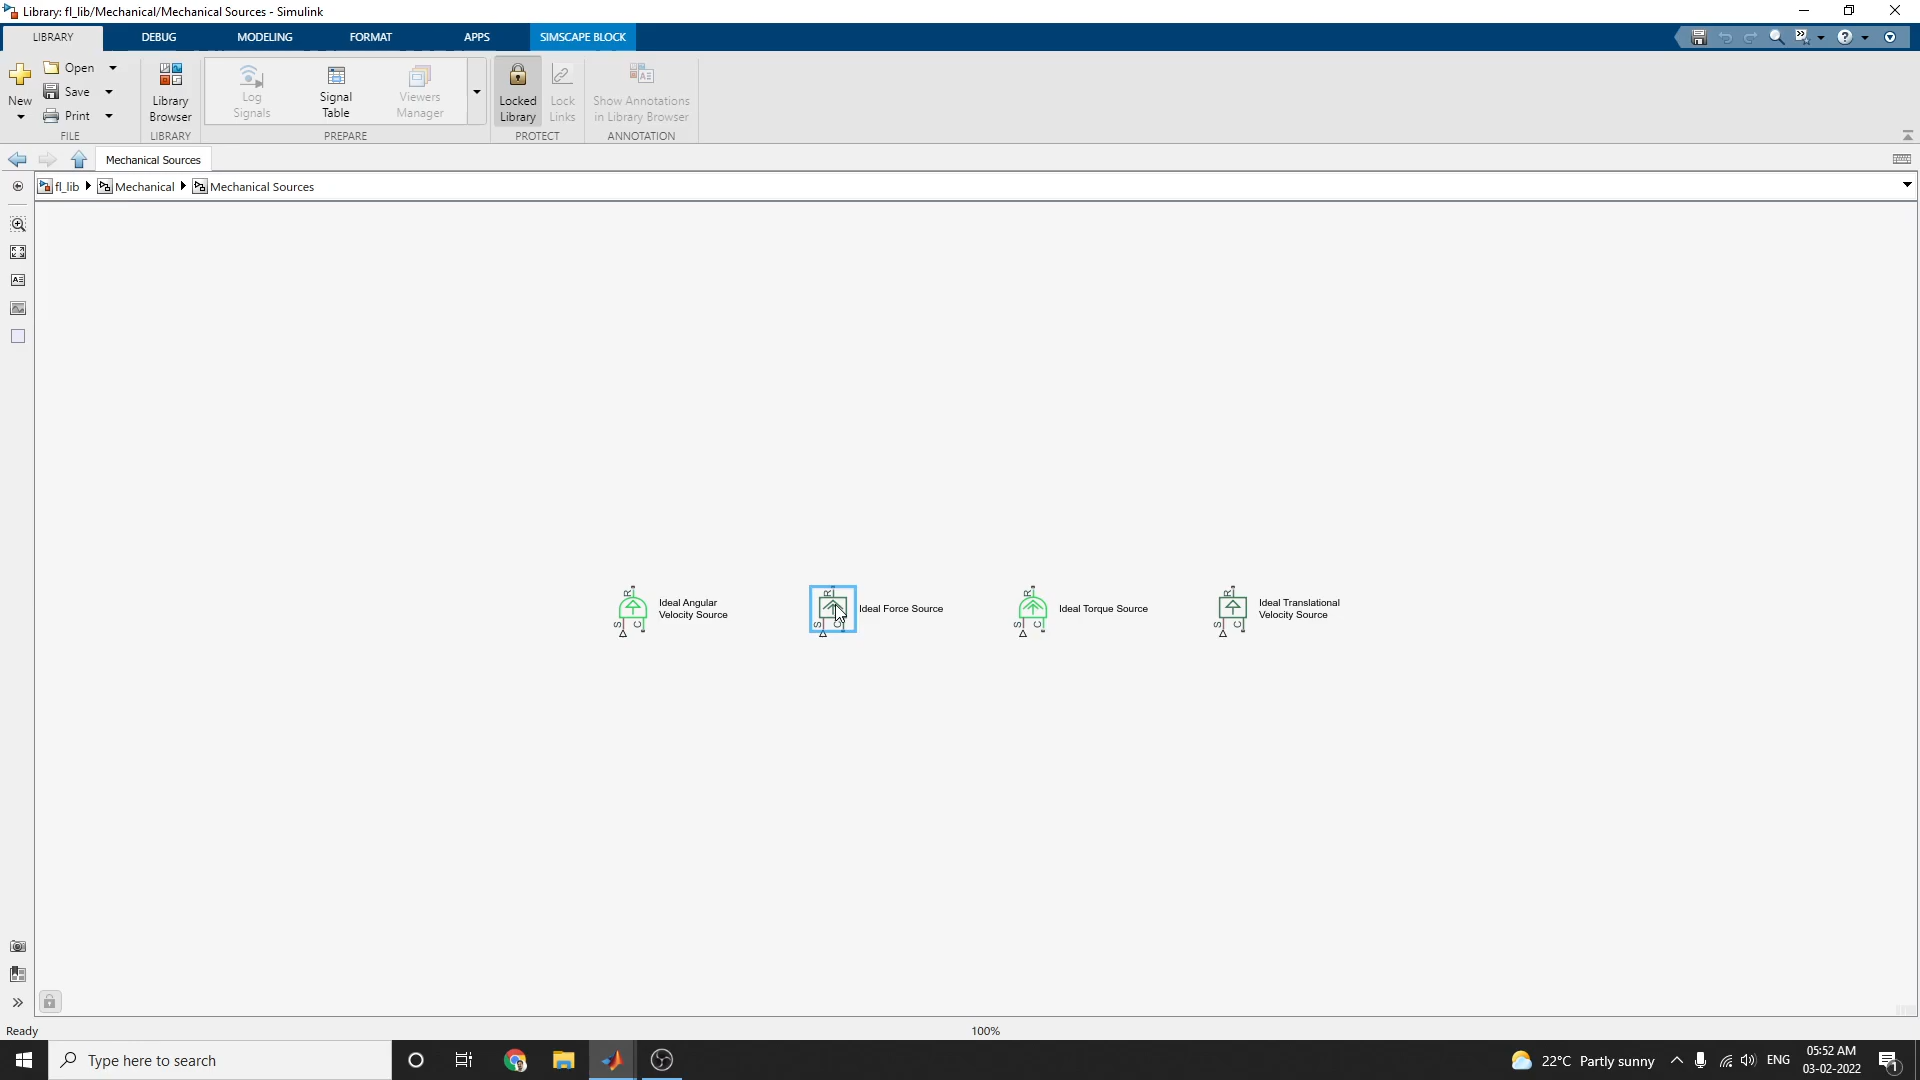 Library: fl_lib/Mechanical/Mechanical Sources - Simulink
LIBRARY DEBUG MODELING FORMAT APPS SIMSCAPE BLOCK
New
Open
Save
Print
FILE
Library Browser
LIBRARY
Log Signals
Signal Table
Viewers Manager
PREPARE
Locked Library
Lock Links
PROTECT
Show Annotations in Library Browser
ANNOTATION
Mechanical Sources
fl_lib Mechanical Mechanical Sources
R
S C
Ideal Angular
Velocity Source
R
S C
Ideal Force Source
R
S C
Ideal Torque Source
R
S C
Ideal Translational
Velocity Source
Ready
100%
Type here to search
22°C Partly sunny
ENG
05:52 AM
03-02-2022
1